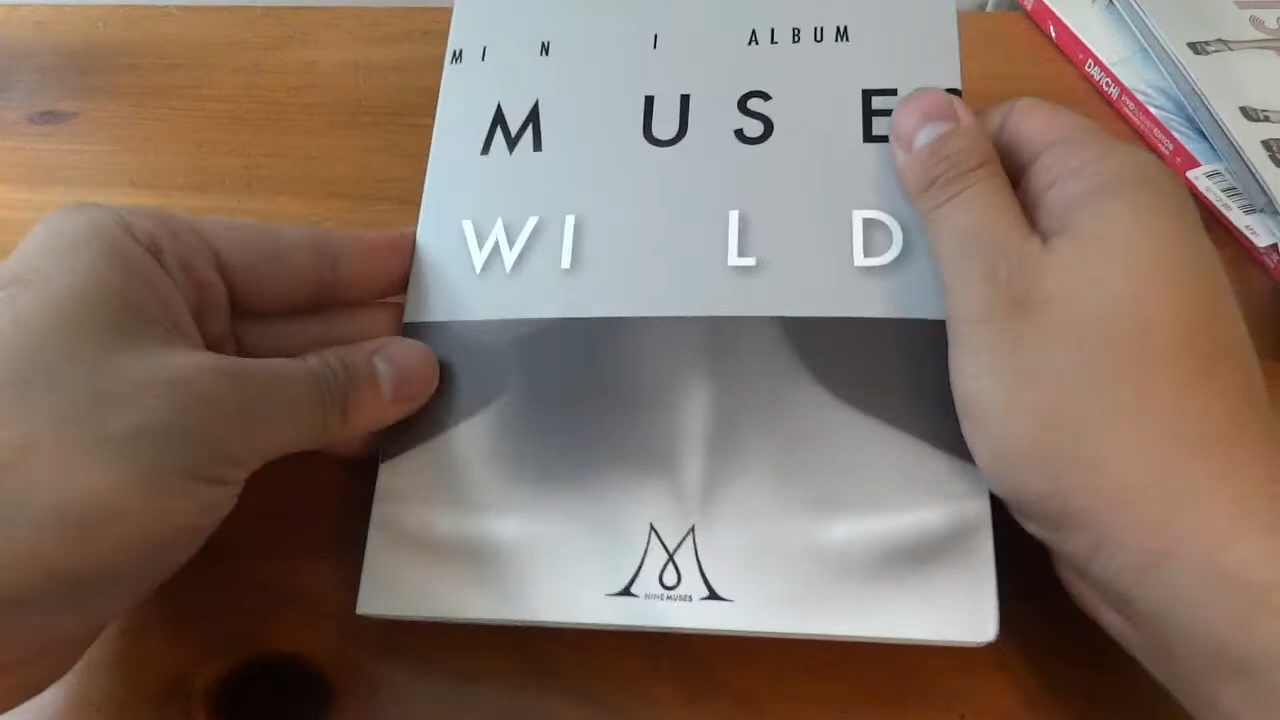 MINI ALBUM
MUSES
WILD
NINE MUSES
DAVICHI